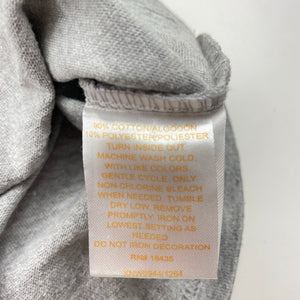 90% COTTON/ALGODON
10% POLYESTER/POLIESTER
TURN INSIDE OUT
MACHINE WASH COLD,
WITH LIKE COLORS
GENTLE CYCLE. ONLY
NON CHLORINE BLEACH
WHEN NEEDED. TUMBLE
DRY LOW. REMOVE
PROMPTLY. IRON ON
LOWEST SETTING AS
NEEDED.
DO NOT IRON DECORATION
RN# 16435